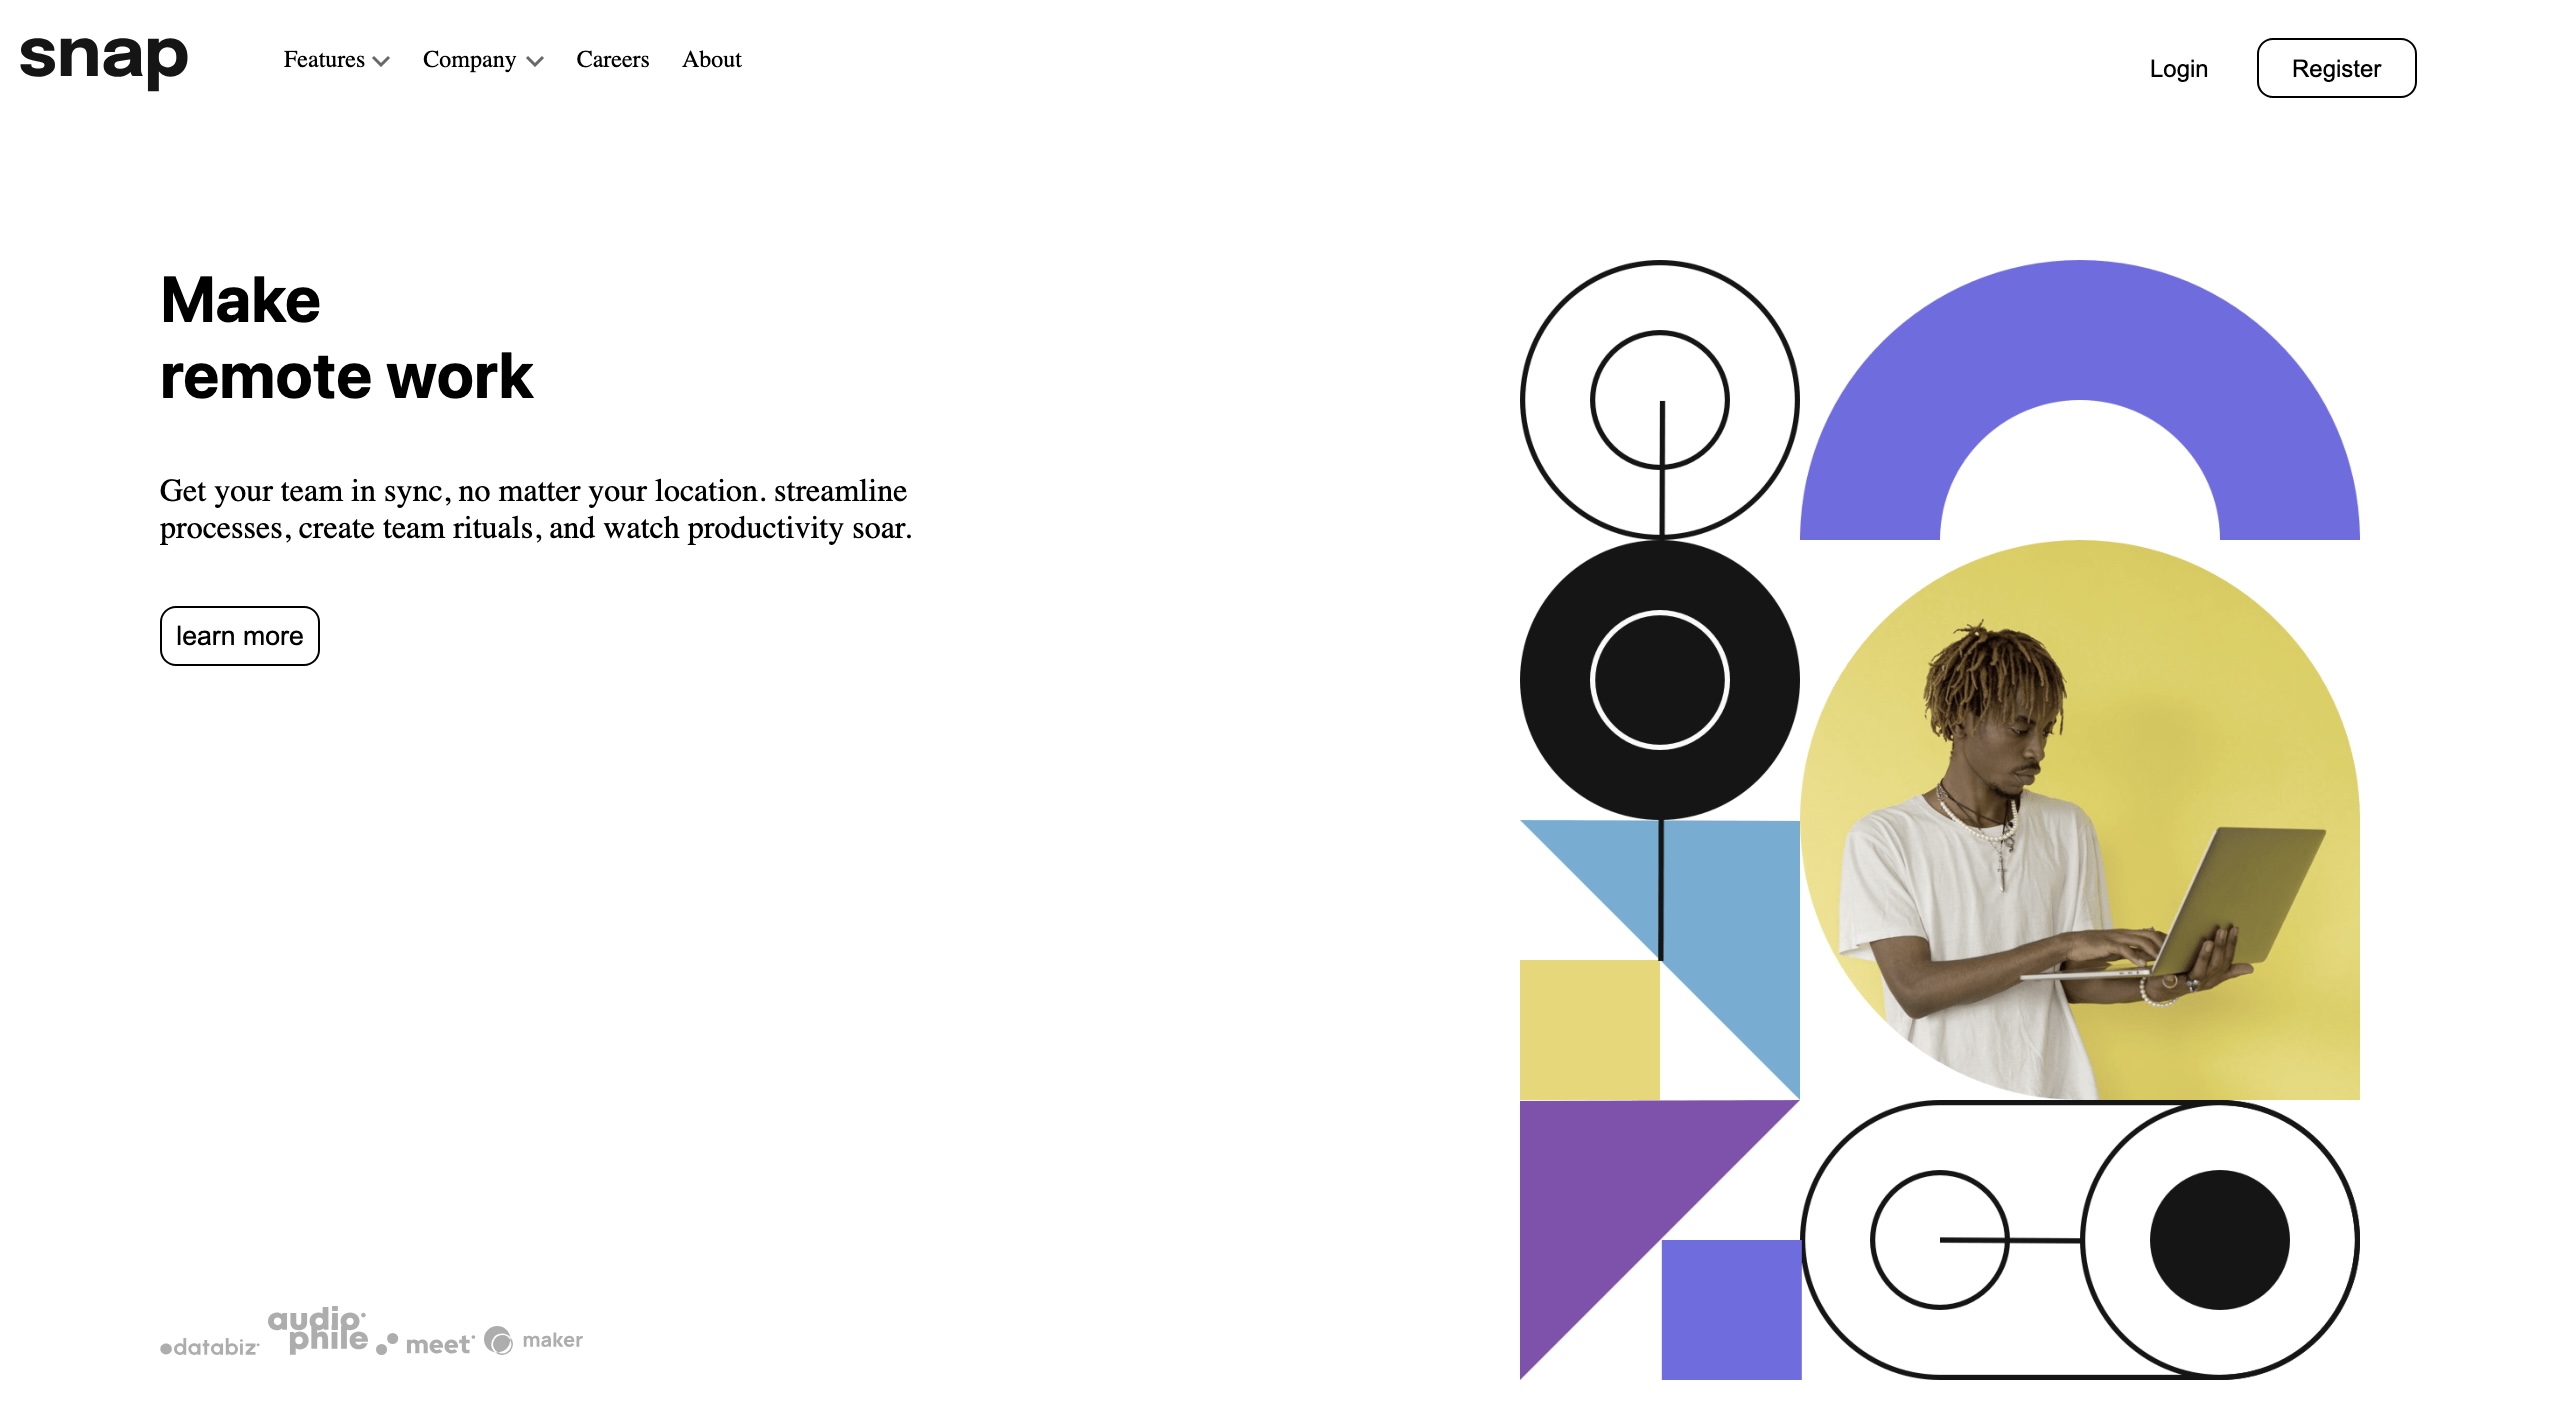 snap
Features
Company
Careers
About
Login
Register
Make
remote work
Get your team in sync, no matter your location. streamline
processes, create team rituals, and watch productivity soar.
learn more
databiz
audio
phile
meet
maker